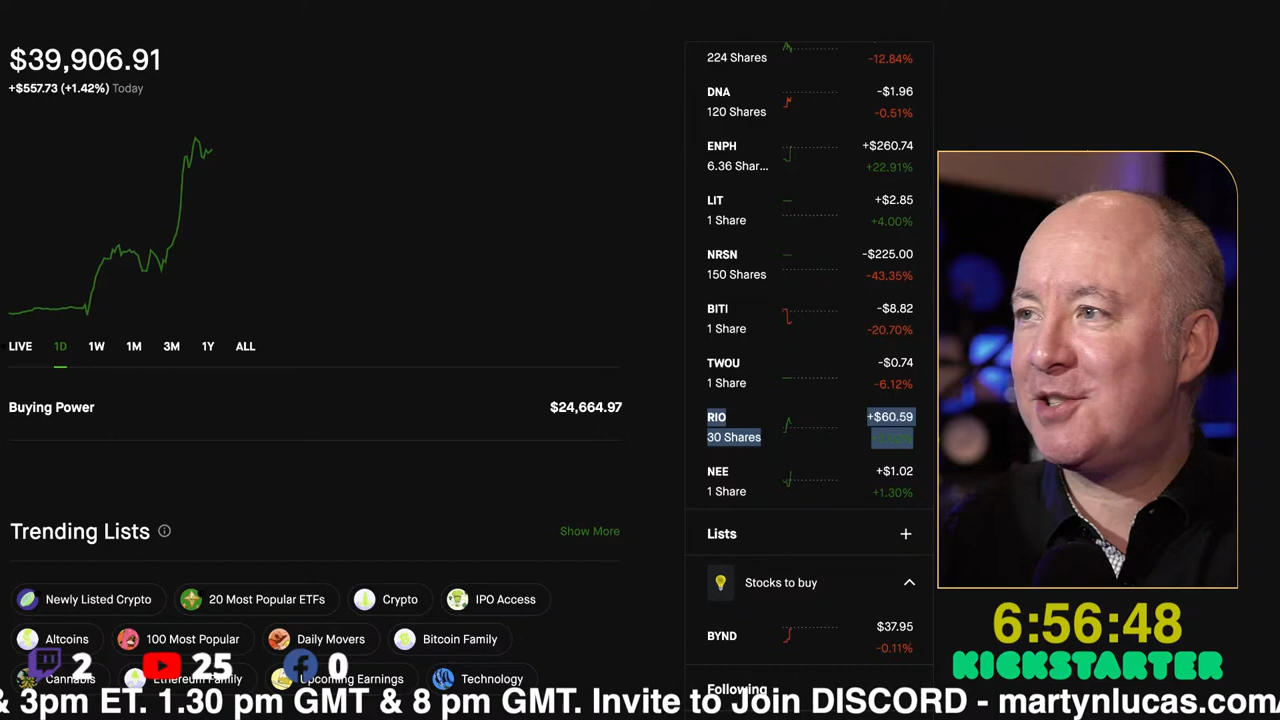 $39,906.91
+$557.73 (+1.42%) Today
LIVE 1D 1W 1M 3M 1Y ALL
Buying Power $24,664.97
Trending Lists Show More
Newly Listed Crypto 20 Most Popular ETFs Crypto IPO Access
Altcoins 100 Most Popular Daily Movers Bitcoin Family
Cannabis Ethereum Family Upcoming Earnings Technology
224 Shares -12.84%
DNA -$1.96
120 Shares -0.51%
ENPH +$260.74
6.36 Shar... +22.91%
LIT +$2.85
1 Share +4.00%
NRSN -$225.00
150 Shares -43.35%
BITI -$8.82
1 Share -20.70%
TWOU -$0.74
1 Share -6.12%
RIO +$60.59
30 Shares
NEE +$1.02
1 Share +1.30%
Lists +
Stocks to buy
BYND $37.95
-0.11%
Following
6:56:48
KICKSTARTER
2 25 0
& 3pm ET. 1.30 pm GMT & 8 pm GMT. Invite to Join DISCORD - martynlucas.com